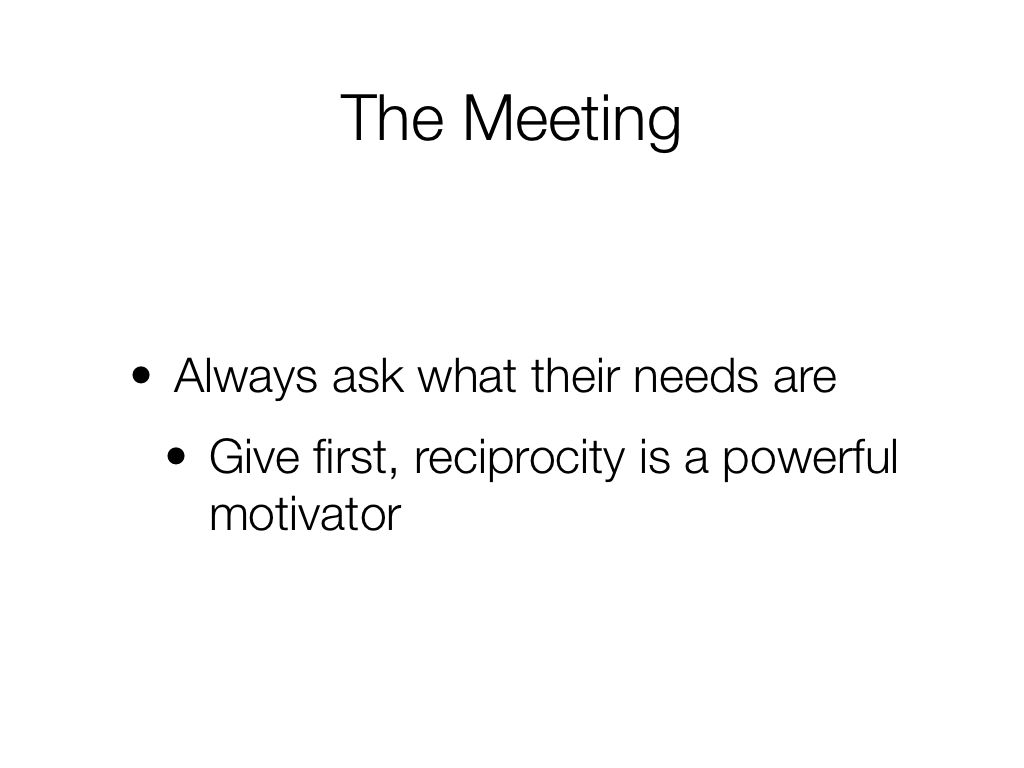 The Meeting
• Always ask what their needs are
• Give first, reciprocity is a powerful
motivator